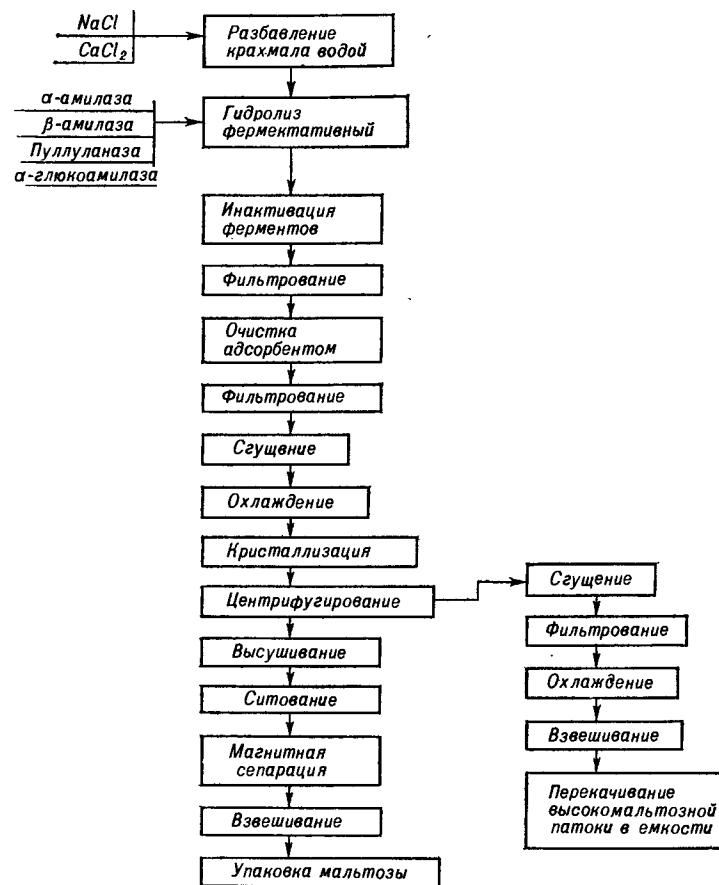 NaCl
CaCl2
Разбавление
крахмала водой
α-амилаза
β-амилаза
Пуллуланаза
α-глюкоамилаза
Гидролиз
ферментативный
Инактивация
ферментов
Фильтрование
Очистка
адсорбентом
Фильтрование
Сгущение
Охлаждение
Кристаллизация
Центрифугирование
Высушивание
Ситование
Магнитная
сепарация
Взвешивание
Упаковка мальтозы
Сгущение
Фильтрование
Охлаждение
Взвешивание
Перекачивание
высокомальтозной
патоки в емкости